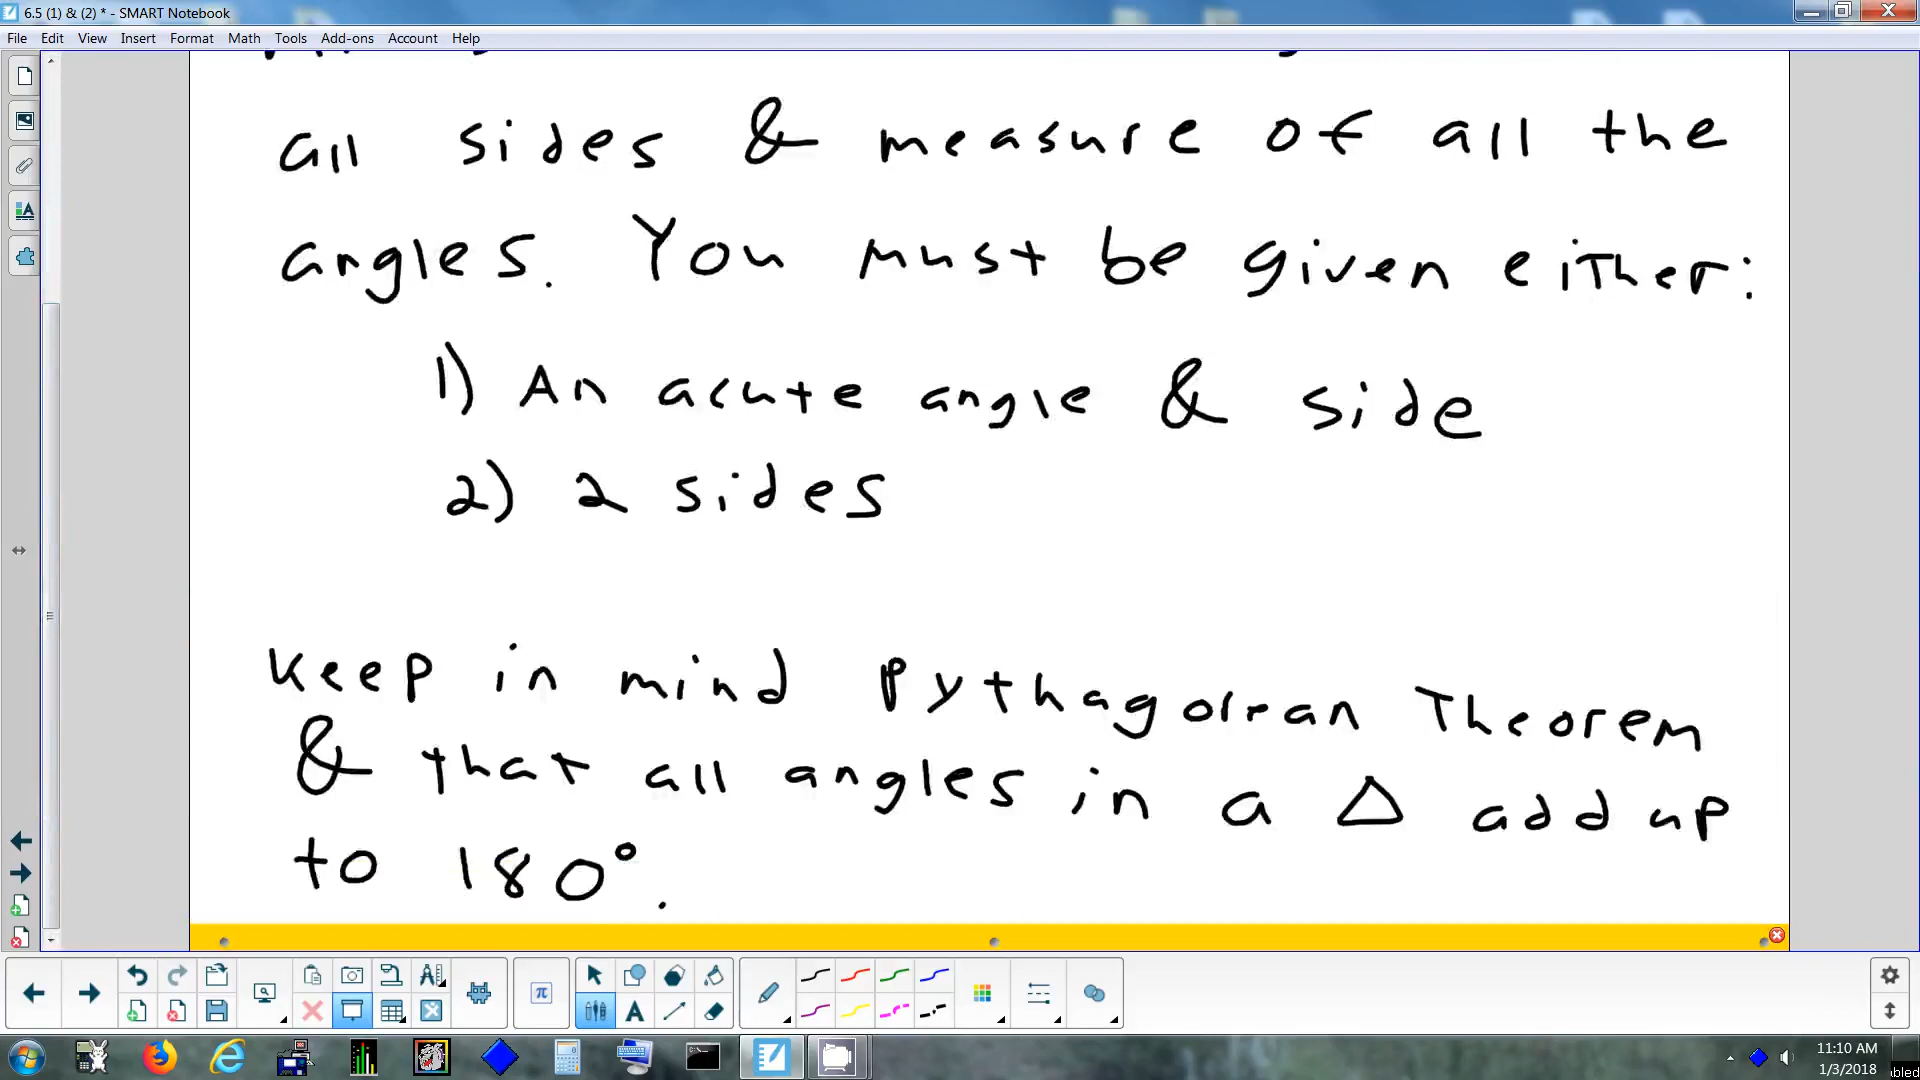 6.5 (1) & (2) * - SMART Notebook
File Edit View Insert Format Math Tools Add-ons Account Help
all sides & measure of all the
angles. You must be given either:
1) An acute angle & side
2) 2 sides
Keep in mind Pythagorean Theorem
& that all angles in a Δ add up
to 180°.
π
A
C:\_
11:10 AM
1/3/2018
bled